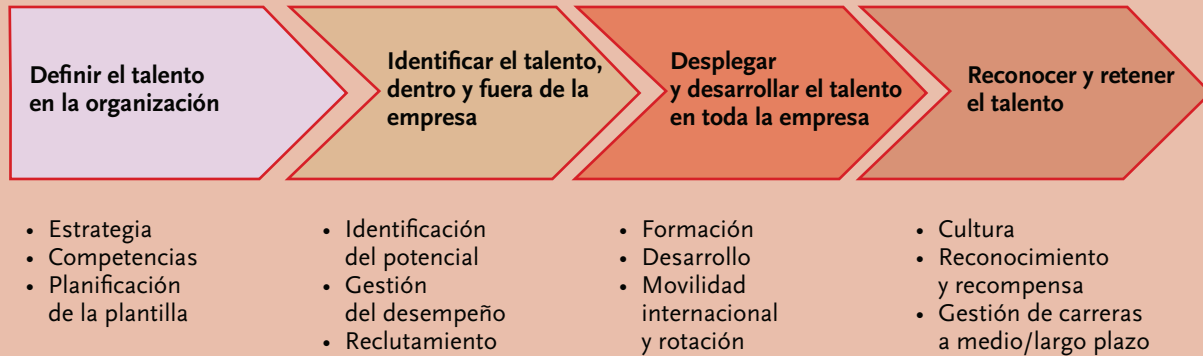 Definir el talento
en la organización
Identificar el talento,
dentro y fuera de la
empresa
Desplegar
y desarrollar el talento
en toda la empresa
Reconocer y retener
el talento
• Estrategia
• Competencias
• Planificación
de la plantilla
• Identificación
del potencial
• Gestión
del desempeño
• Reclutamiento
• Formación
• Desarrollo
• Movilidad
internacional
y rotación
• Cultura
• Reconocimiento
y recompensa
• Gestión de carreras
a medio/largo plazo